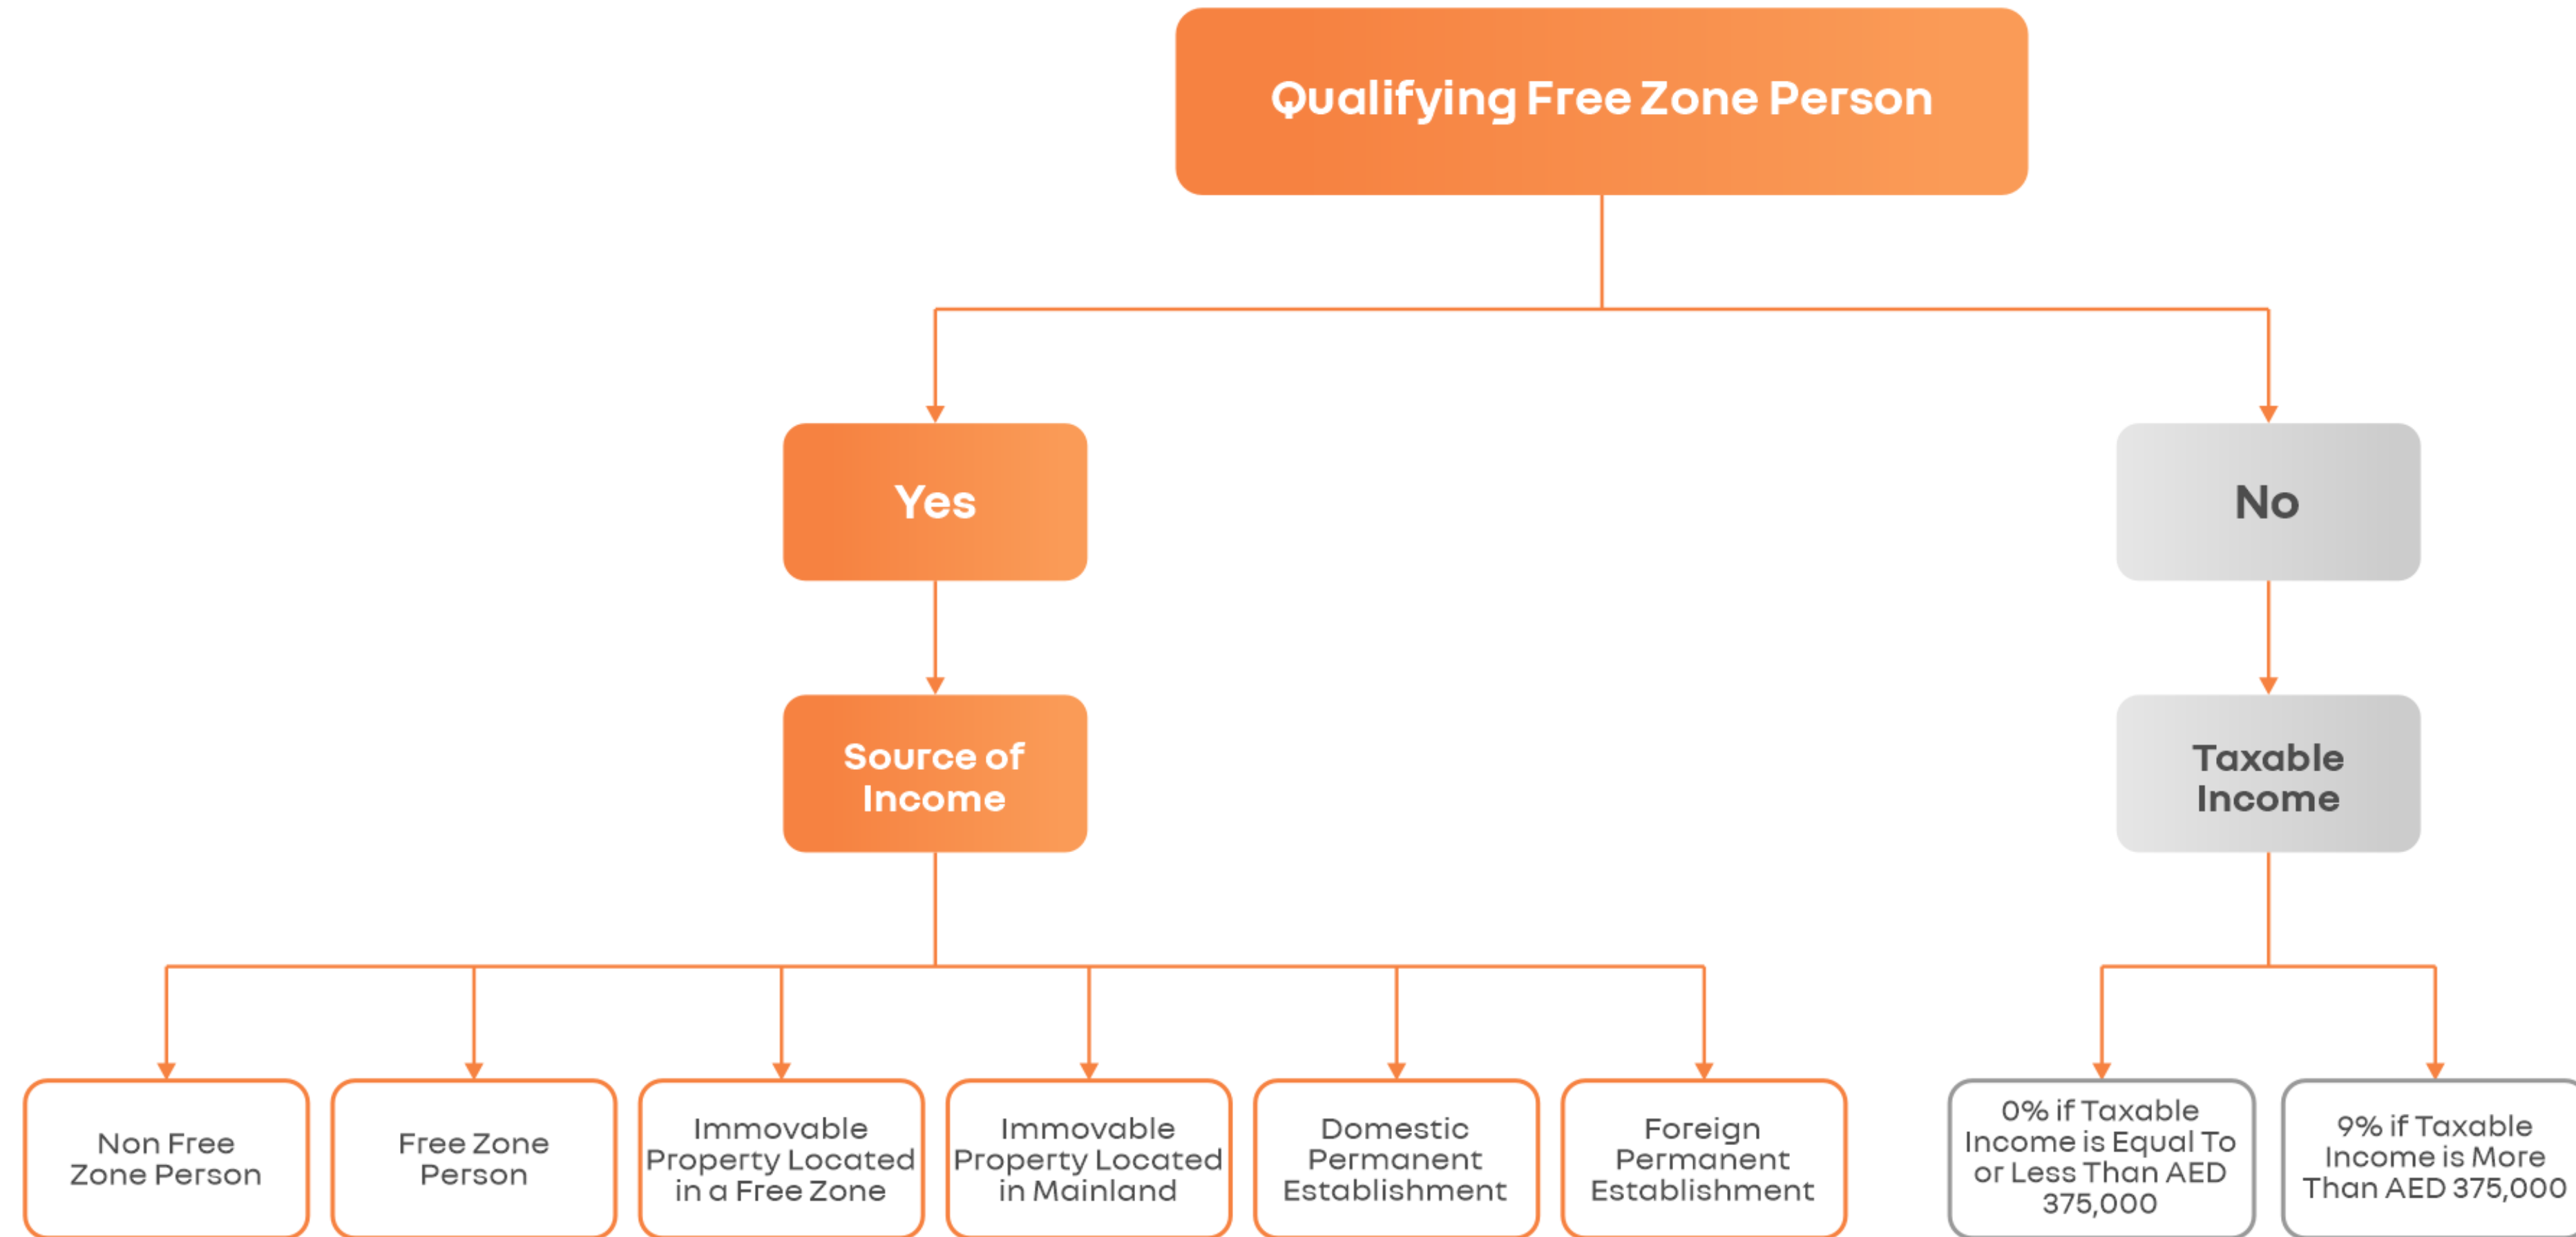 Qualifying Free Zone Person
Yes
No
Source of
Income
Taxable
Income
Non Free
Zone Person
Free Zone
Person
Immovable
Property Located
in a Free Zone
Immovable
Property Located
in Mainland
Domestic
Permanent
Establishment
Foreign
Permanent
Establishment
0% if Taxable
Income is Equal To
or Less Than AED
375,000
9% if Taxable
Income is More
Than AED 375,000